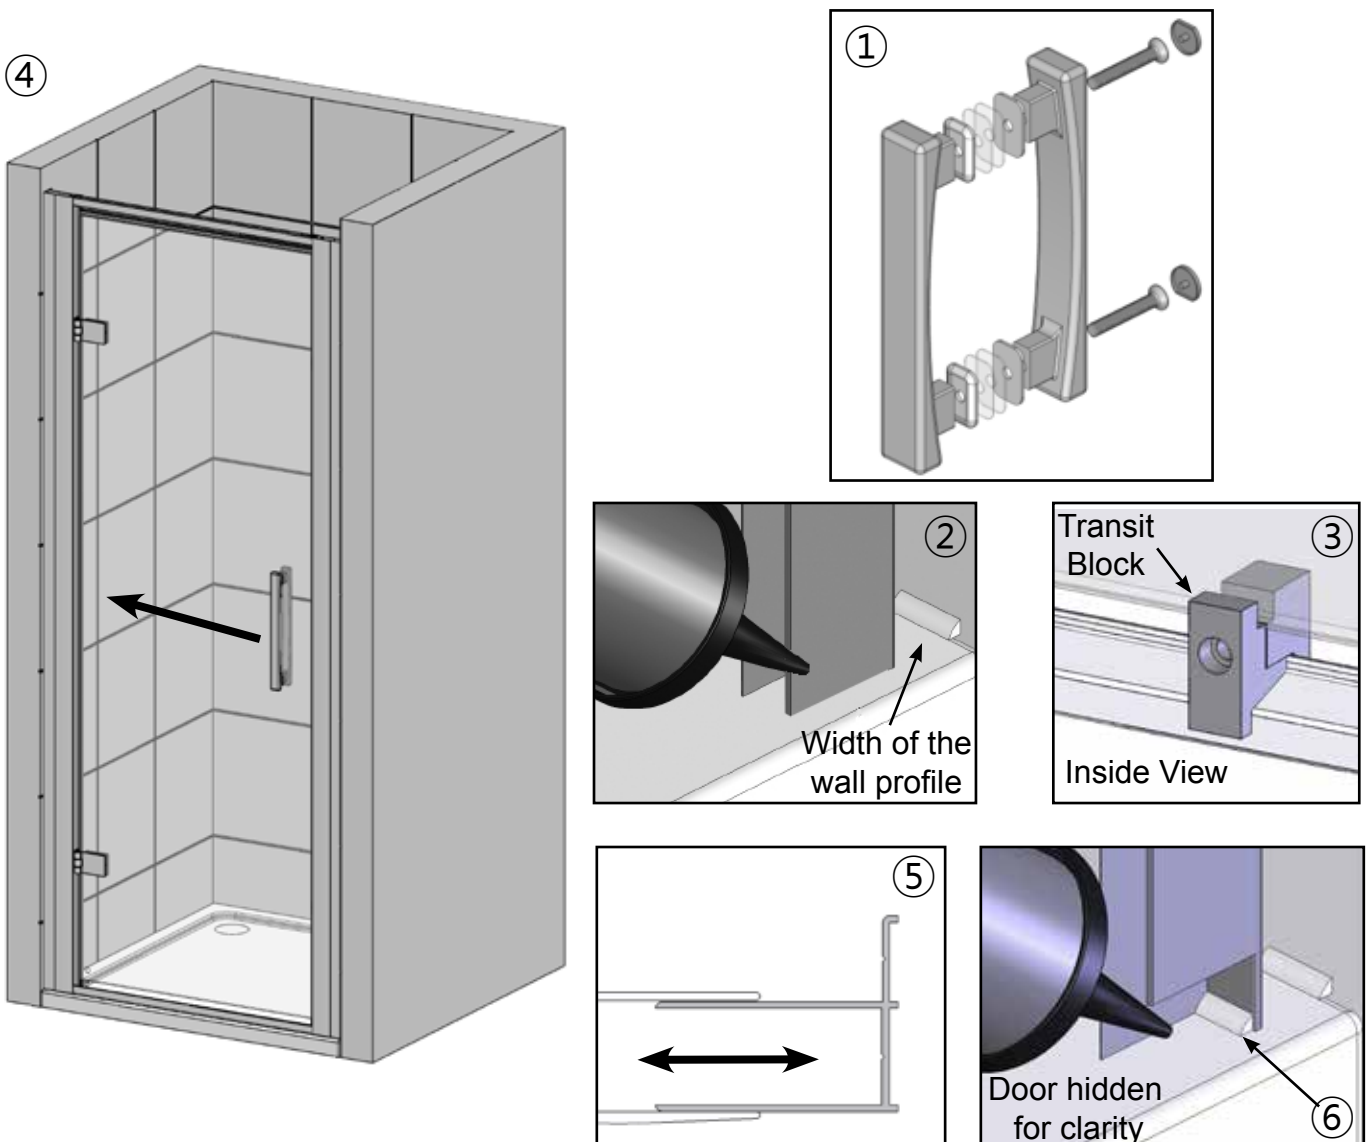 ④
①
②
Width of the
wall profile
Transit
Block
③
Inside View
⑤
Door hidden
for clarity
⑥